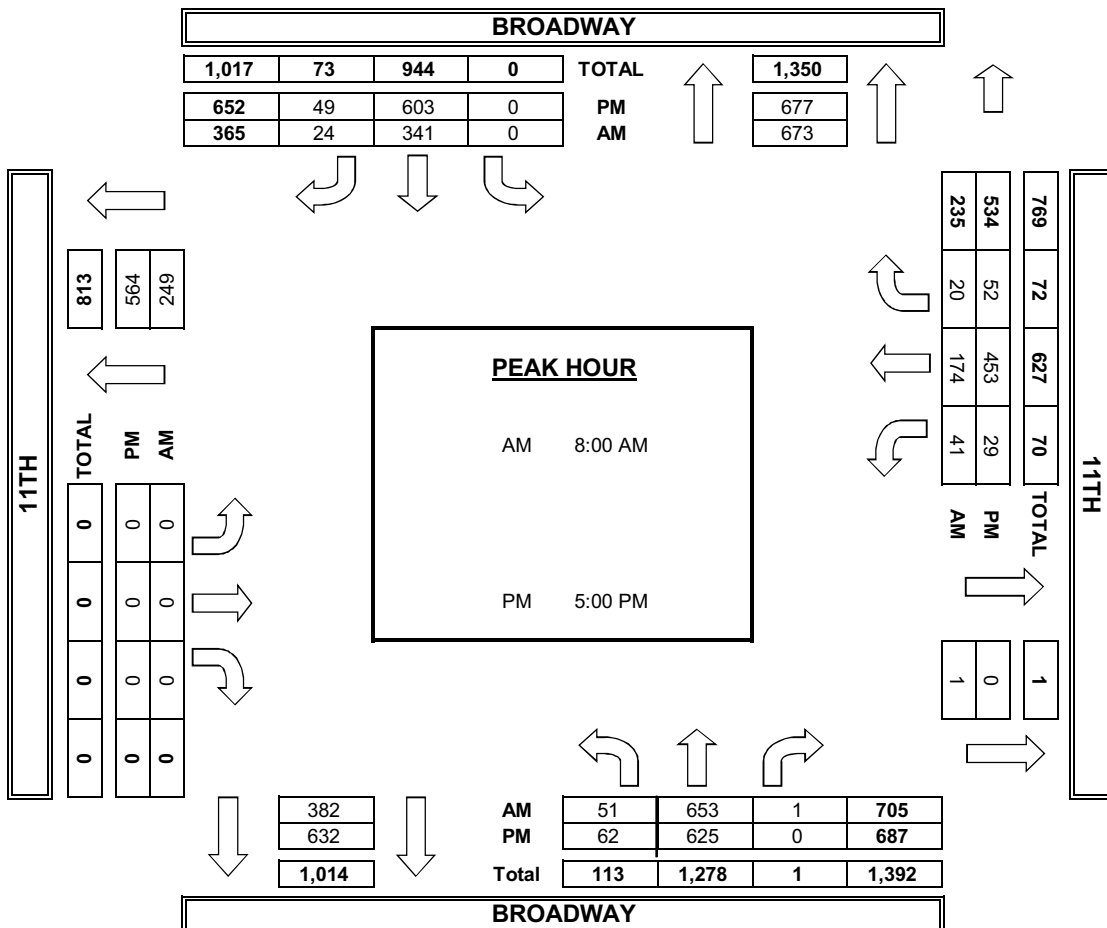 BROADWAY
1,017 73 944 0 TOTAL 1,350
652 49 603 0 PM 677
365 24 341 0 AM 673
11TH
813 564 249
TOTAL PM AM
0 0 0
0 0 0
0 0 0
0 0 0
PEAK HOUR
AM 8:00 AM
PM 5:00 PM
235 534 769
20 52 72
174 453 627
41 29 70
AM PM TOTAL
1 0 1
11TH
382 AM 51 653 1 705
632 PM 62 625 0 687
1,014 Total 113 1,278 1 1,392
BROADWAY